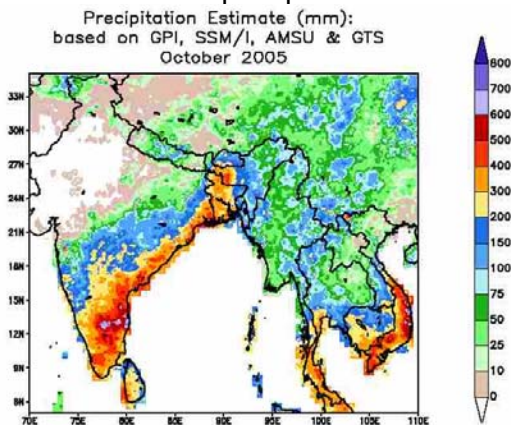 Precipitation Estimate (mm):
based on GPI, SSM/I, AMSU & GTS
October 2005
33N
30N
27N
24N
21N
18N
15N
12N
9N
6N
70E
75E
80E
85E
90E
95E
100E
105E
110E
800
700
600
500
400
300
200
150
100
75
50
25
10
0